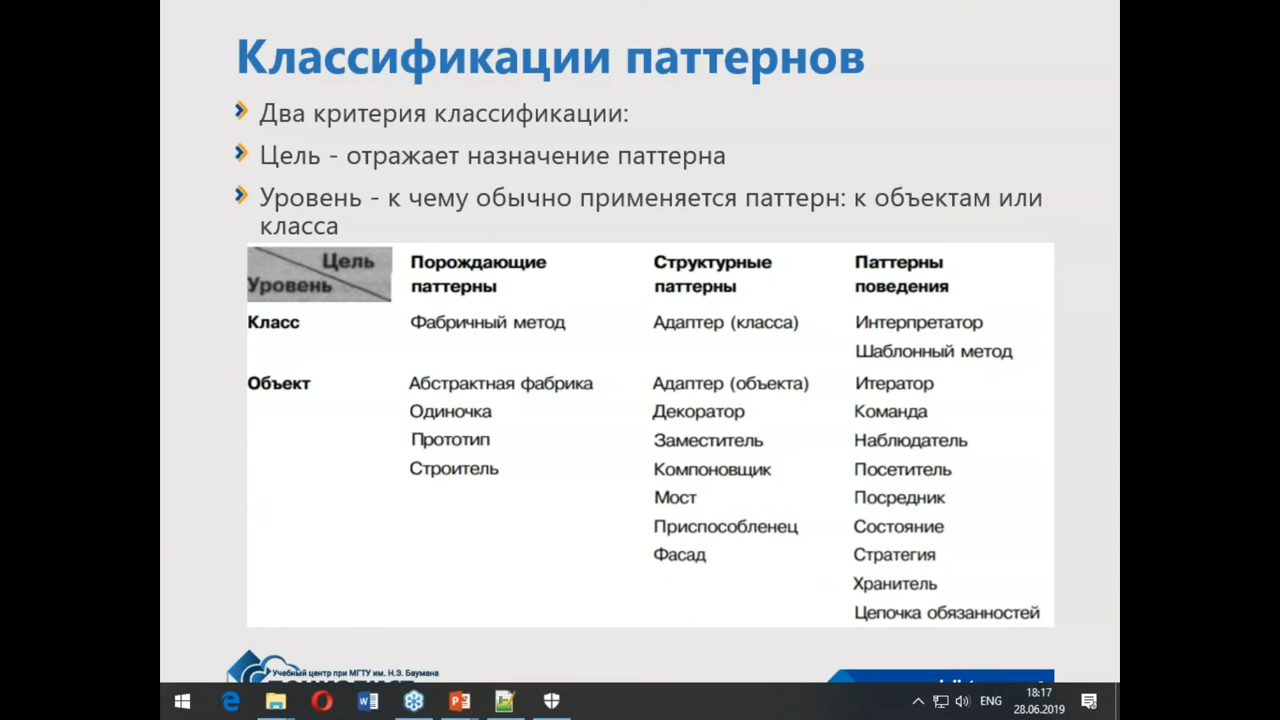 Классификации паттернов
Два критерия классификации:
Цель - отражает назначение паттерна
Уровень - к чему обычно применяется паттерн: к объектам или
класса
Цель
Уровень
Порождающие
паттерны
Структурные
паттерны
Паттерны
поведения
Класс
Фабричный метод
Адаптер (класса)
Интерпретатор
Шаблонный метод
Объект
Абстрактная фабрика
Адаптер (объекта)
Итератор
Одиночка
Декоратор
Команда
Прототип
Заместитель
Наблюдатель
Строитель
Компоновщик
Посетитель
Мост
Посредник
Приспособленец
Состояние
Фасад
Стратегия
Хранитель
Цепочка обязанностей
Учебный центр при МГТУ им. Н.Э. Баумана
ENG
18:17
28.06.2019